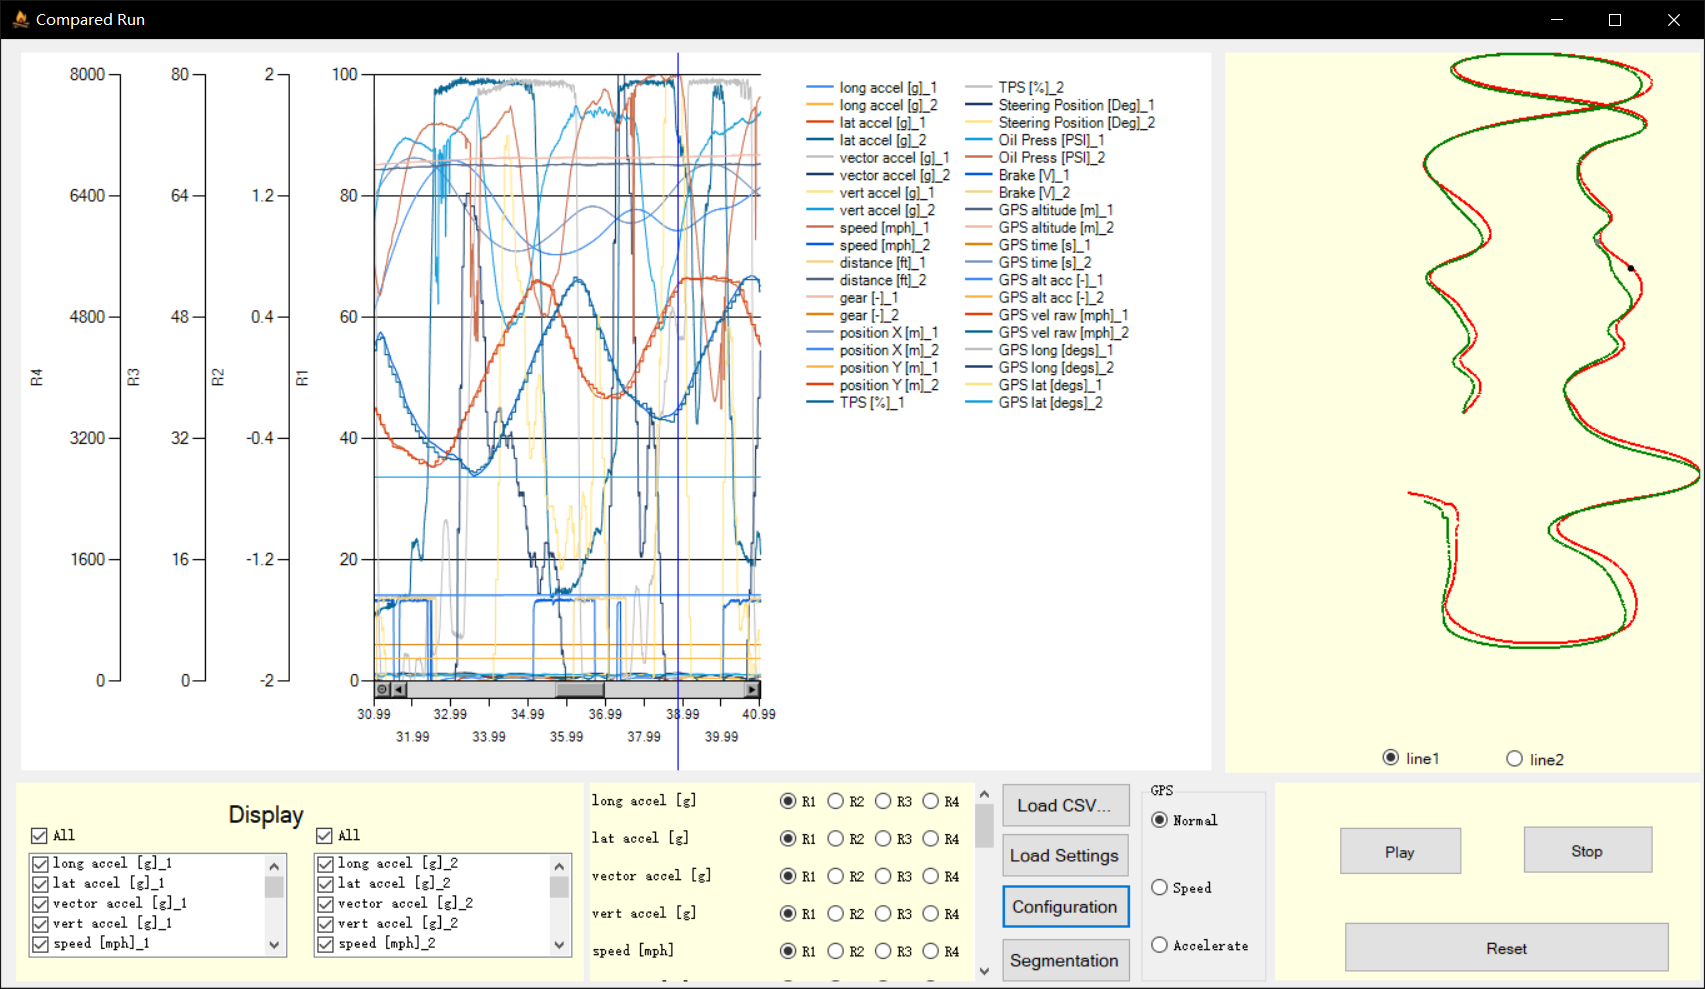 Compared Run
8000
6400
4800
3200
1600
0
R4
80
64
48
32
16
0
R3
2
1.2
0.4
-0.4
-1.2
-2
R2
100
80
60
40
20
0
R1
30.99
31.99
32.99
33.99
34.99
35.99
36.99
37.99
38.99
39.99
40.99
long accel [g]_1
long accel [g]_2
lat accel [g]_1
lat accel [g]_2
vector accel [g]_1
vector accel [g]_2
vert accel [g]_1
vert accel [g]_2
speed [mph]_1
speed [mph]_2
distance [ft]_1
distance [ft]_2
gear [-]_1
gear [-]_2
position X [m]_1
position X [m]_2
position Y [m]_1
position Y [m]_2
TPS [%]_1
TPS [%]_2
Steering Position [Deg]_1
Steering Position [Deg]_2
Oil Press [PSI]_1
Oil Press [PSI]_2
Brake [V]_1
Brake [V]_2
GPS altitude [m]_1
GPS altitude [m]_2
GPS time [s]_1
GPS time [s]_2
GPS alt acc [-]_1
GPS alt acc [-]_2
GPS vel raw [mph]_1
GPS vel raw [mph]_2
GPS long [degs]_1
GPS long [degs]_2
GPS lat [degs]_1
GPS lat [degs]_2
line1
line2
Display
All
long accel [g]_1
lat accel [g]_1
vector accel [g]_1
vert accel [g]_1
speed [mph]_1
All
long accel [g]_2
lat accel [g]_2
vector accel [g]_2
vert accel [g]_2
speed [mph]_2
long accel [g] R1 R2 R3 R4
lat accel [g] R1 R2 R3 R4
vector accel [g] R1 R2 R3 R4
vert accel [g] R1 R2 R3 R4
speed [mph] R1 R2 R3 R4
Load CSV...
Load Settings
Configuration
Segmentation
GPS
Normal
Speed
Accelerate
Play
Stop
Reset